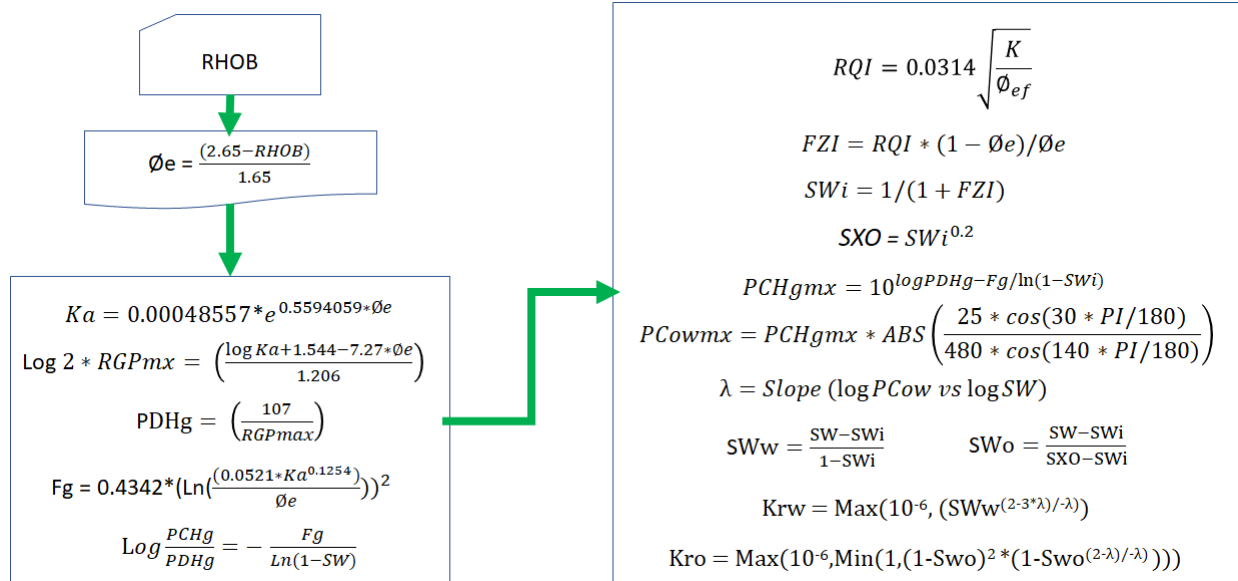 RHOB
Øe = (2.65−RHOB)/1.65
Ka = 0.00048557*e^{0.5594059*Øe}
Log 2 ∗ RGPmx = ((log Ka+1.544−7.27∗Øe)/1.206)
PDHg = (107/RGPmax)
Fg = 0.4342*(Ln((0.0521∗Ka^{0.1254})/Øe))^2
Log PCHg/PDHg = − Fg/Ln(1−SW)
RQI = 0.0314 √(K/Ø_{ef})
FZI = RQI ∗ (1 − Øe)/Øe
SWi = 1/(1 + FZI)
SXO = SWi^{0.2}
PCHgmx = 10^{logPDHg−Fg/ln(1−SWi)}
PCowmx = PCHgmx ∗ ABS((25 ∗ cos(30 ∗ PI/180))/(480 ∗ cos(140 ∗ PI/180)))
λ = Slope (log PCow vs log SW)
SWw = (SW−SWi)/(1−SWi) SWo = (SW−SWi)/(SXO−SWi)
Krw = Max(10^{-6}, (SWw^{(2-3*λ)/-λ)})
Kro = Max(10^{-6},Min(1,(1-Swo)^2 *(1-Swo^{(2-λ)/-λ)})))